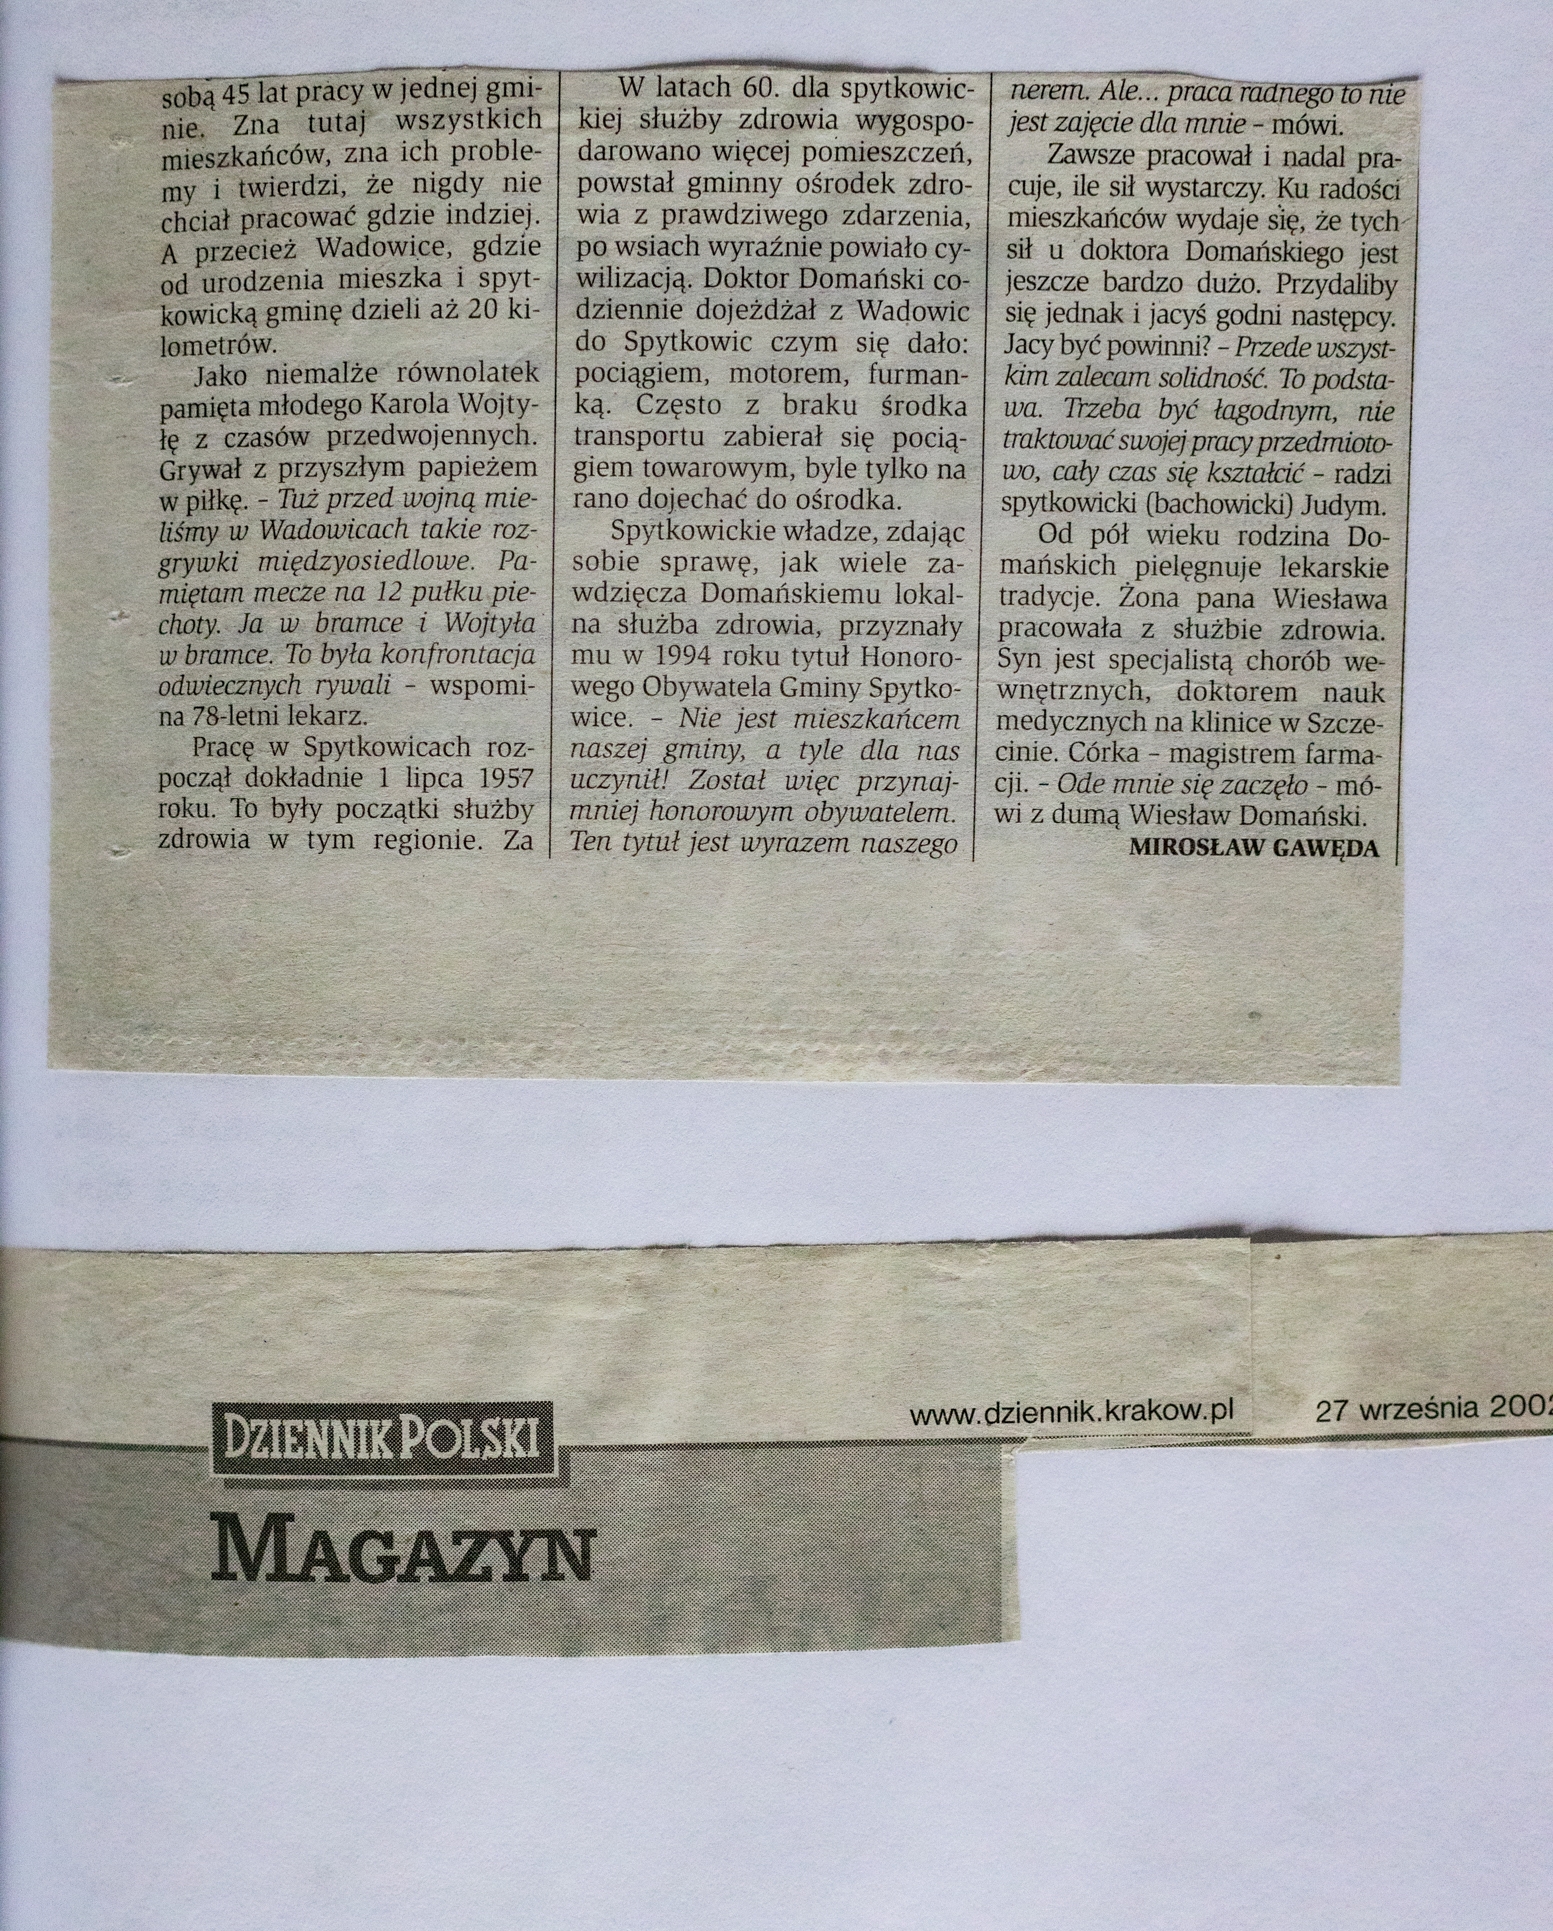 sobą 45 lat pracy w jednej gmi-
nie. Zna tutaj wszystkich
mieszkańców, zna ich proble-
my i twierdzi, że nigdy nie
chciał pracować gdzie indziej.
A przecież Wadowice, gdzie
od urodzenia mieszka i spyt-
kowicką gminę dzieli aż 20 ki-
lometrów.
Jako niemalże równolatek
pamięta młodego Karola Wojty-
łę z czasów przedwojennych.
Grywał z przyszłym papieżem
w piłkę. – Tuż przed wojną mie-
liśmy w Wadowicach takie roz-
grywki międzyosiedlowe. Pa-
miętam mecze na 12 pułku pie-
choty. Ja w bramce i Wojtyła
w bramce. To była konfrontacja
odwiecznych rywali – wspomi-
na 78-letni lekarz.
Pracę w Spytkowicach roz-
począł dokładnie 1 lipca 1957
roku. To były początki służby
zdrowia w tym regionie. Za
W latach 60. dla spytkowic-
kiej służby zdrowia wygospo-
darowano więcej pomieszczeń,
powstał gminny ośrodek zdro-
wia z prawdziwego zdarzenia,
po wsiach wyraźnie powiało cy-
wilizacją. Doktor Domański co-
dziennie dojeżdżał z Wadowic
do Spytkowic czym się dało:
pociągiem, motorem, furman-
ką. Często z braku środka
transportu zabierał się pocią-
giem towarowym, byle tylko na
rano dojechać do ośrodka.
Spytkowickie władze, zdając
sobie sprawę, jak wiele za-
wdzięcza Domańskiemu lokal-
na służba zdrowia, przyznały
mu w 1994 roku tytuł Honoro-
wego Obywatela Gminy Spytko-
wice. – Nie jest mieszkańcem
naszej gminy, a tyle dla nas
uczynił! Został więc przynaj-
mniej honorowym obywatelem.
Ten tytuł jest wyrazem naszego
nerem. Ale... praca radnego to nie
jest zajęcie dla mnie – mówi.
Zawsze pracował i nadal pra-
cuje, ile sił wystarczy. Ku radości
mieszkańców wydaje się, że tych
sił u doktora Domańskiego jest
jeszcze bardzo dużo. Przydaliby
się jednak i jacyś godni następcy.
Jacy być powinni? – Przede wszyst-
kim zalecam solidność. To podsta-
wa. Trzeba być łagodnym, nie
traktować swojej pracy przedmioto-
wo, cały czas się kształcić – radzi
spytkowicki (bachowicki) Judym.
Od pół wieku rodzina Do-
mańskich pielęgnuje lekarskie
tradycje. Żona pana Wiesława
pracowała z służbie zdrowia.
Syn jest specjalistą chorób we-
wnętrznych, doktorem nauk
medycznych na klinice w Szcze-
cinie. Córka – magistrem farma-
cji. – Ode mnie się zaczęło – mó-
wi z dumą Wiesław Domański.
MIROSŁAW GAWĘDA
DZIENNIK POLSKI
www.dziennik.krakow.pl
27 września 2002
MAGAZYN